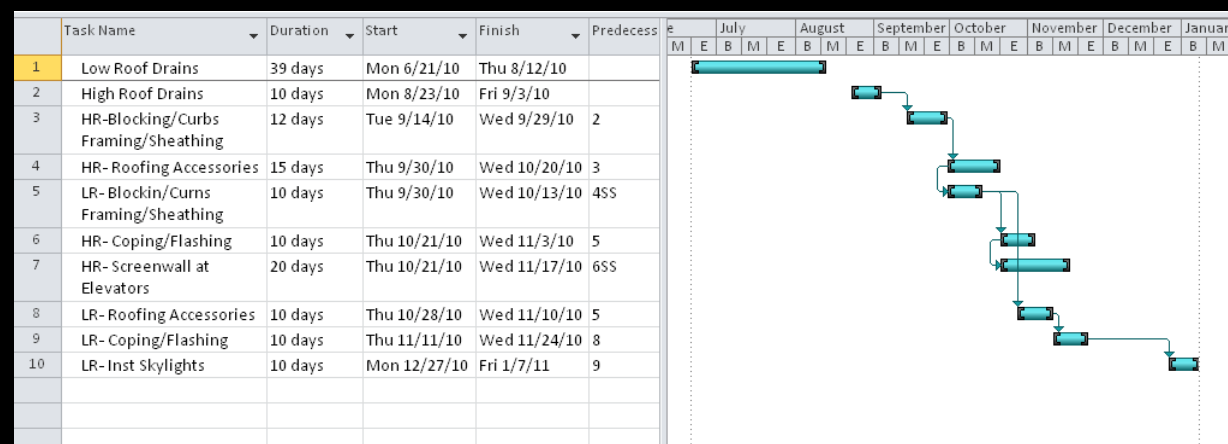 Task Name Duration Start Finish Predecess
e July August September October November December Januar
M E B M E B M E B M E B M E B M E B M E B M
1 Low Roof Drains 39 days Mon 6/21/10 Thu 8/12/10
2 High Roof Drains 10 days Mon 8/23/10 Fri 9/3/10
3 HR-Blocking/Curbs 12 days Tue 9/14/10 Wed 9/29/10 2
Framing/Sheathing
4 HR- Roofing Accessories 15 days Thu 9/30/10 Wed 10/20/10 3
5 LR- Blockin/Curns 10 days Thu 9/30/10 Wed 10/13/10 4SS
Framing/Sheathing
6 HR- Coping/Flashing 10 days Thu 10/21/10 Wed 11/3/10 5
7 HR- Screenwall at 20 days Thu 10/21/10 Wed 11/17/10 6SS
Elevators
8 LR- Roofing Accessories 10 days Thu 10/28/10 Wed 11/10/10 5
9 LR- Coping/Flashing 10 days Thu 11/11/10 Wed 11/24/10 8
10 LR- Inst Skylights 10 days Mon 12/27/10 Fri 1/7/11 9